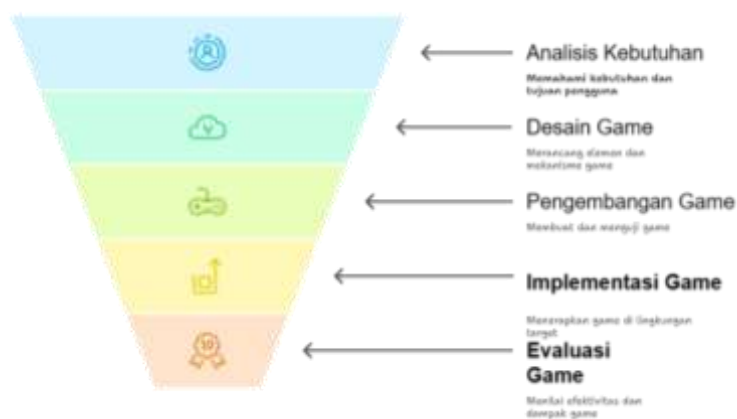 Analisis Kebutuhan
Memahami kebutuhan dan
tujuan pengguna
Desain Game
Merancang elemen dan
mekanisme game
Pengembangan Game
Membuat dan menguji game
Implementasi Game
Menerapkan game di lingkungan
target
Evaluasi
Game
Menilai efektivitas dan
dampak game